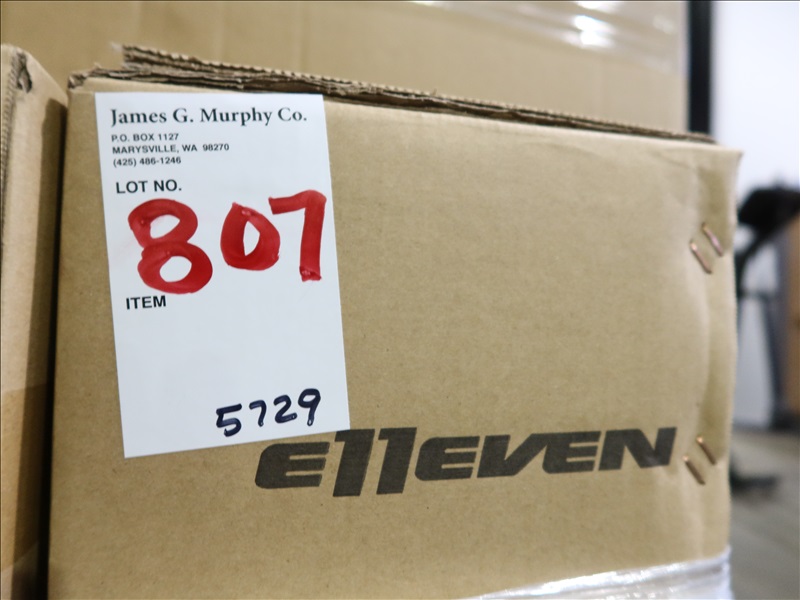 James G. Murphy Co.
P.O. BOX 1127
MARYSVILLE, WA 98270
(425) 486-1246
LOT NO.
807
ITEM
5729
E11EVEN